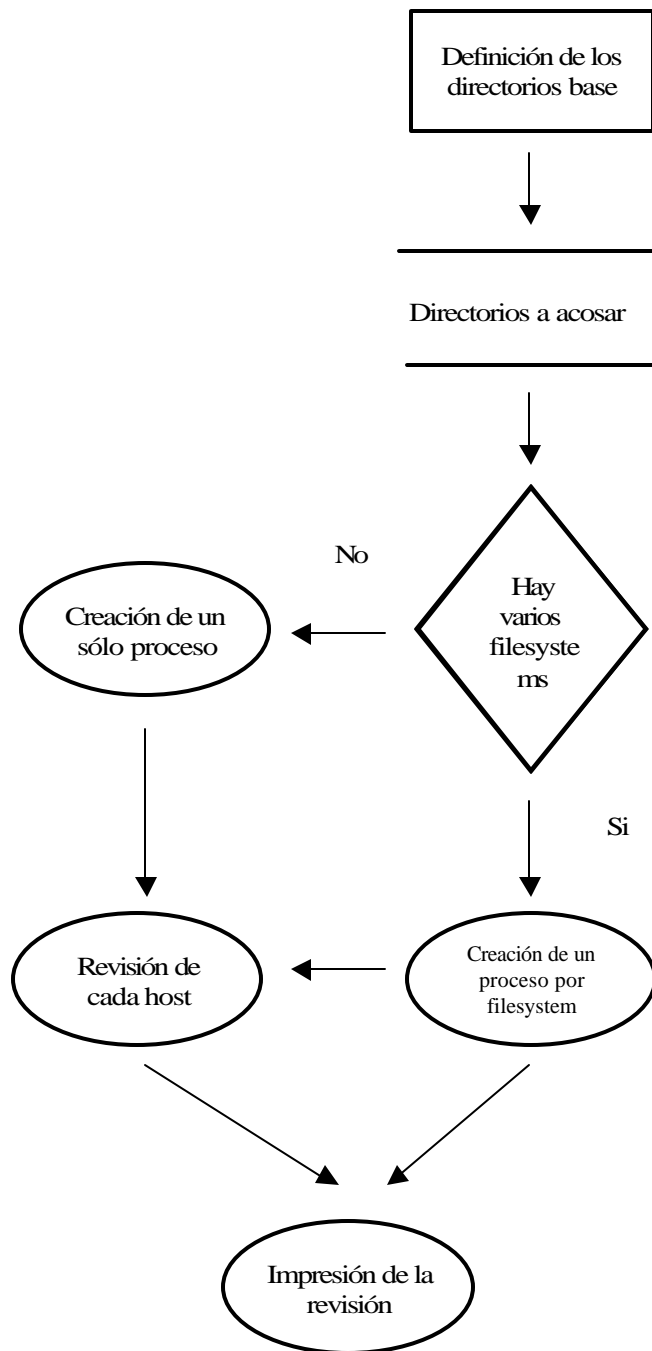 Definición de los
directorios base
Directorios a acosar
No
Hay
varios
filesyste
ms
Creación de un
sólo proceso
Si
Revisión de
cada host
Creación de un
proceso por
filesystem
Impresión de la
revisión